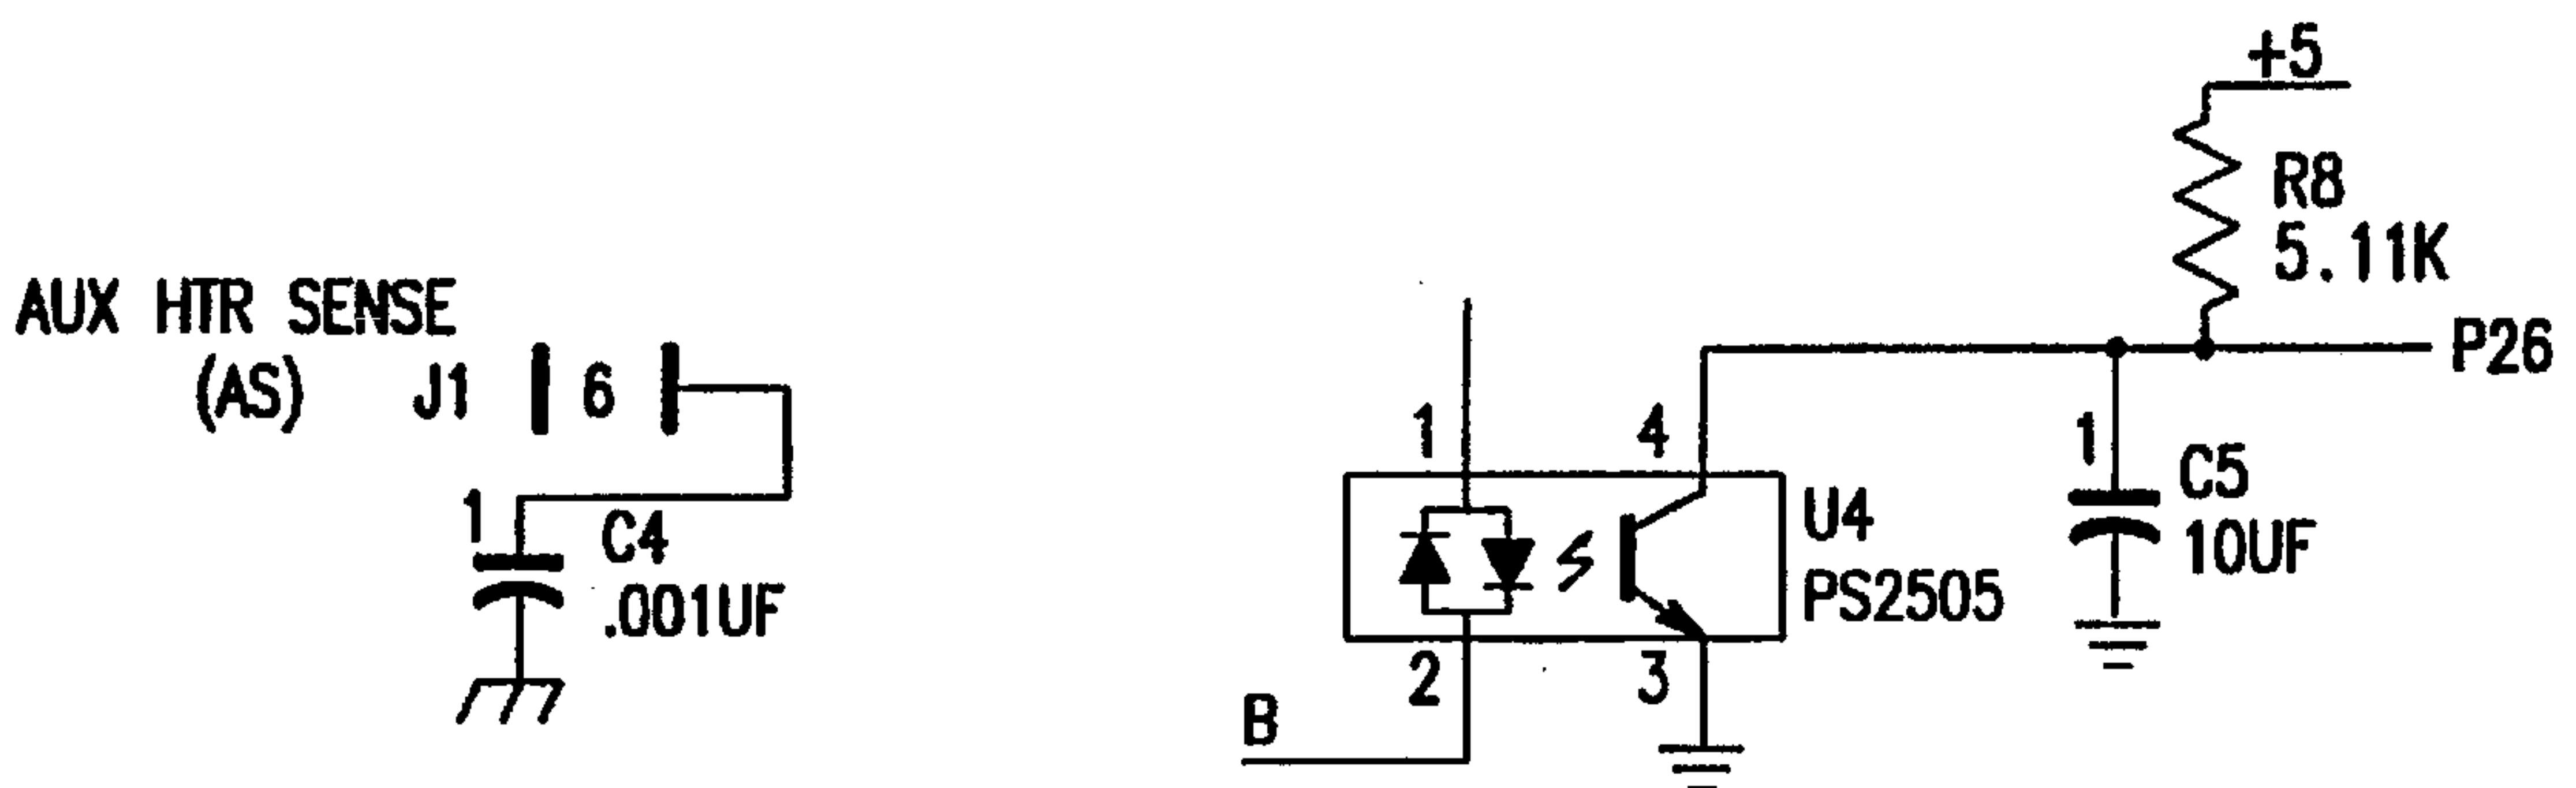 AUX HTR SENSE
(AS) J1 6
1 C4
.001UF
1 4
U4
PS2505
2 3
B
+5
R8
5.11K
P26
1 C5
10UF